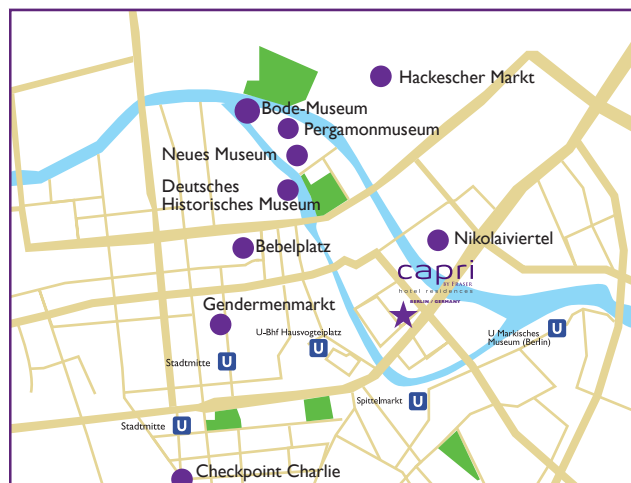 Hackescher Markt
Bode-Museum
Pergamonmuseum
Neues Museum
Deutsches
Historisches Museum
Bebelplatz
Nikolaiviertel
capri
BY FRASER
hotel residences
BERLIN / GERMANY
Gendermenmarkt
U-Bhf Hausvogteiplatz
U
U Markisches
Museum (Berlin)
U
Stadtmitte
U
Spittelmarkt
U
Stadtmitte
U
Checkpoint Charlie